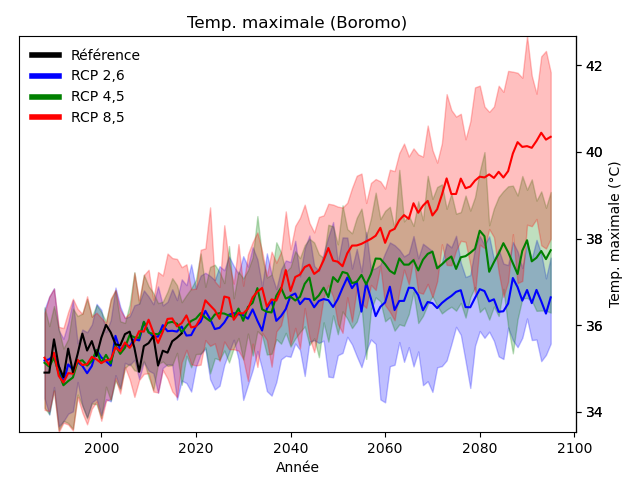 Temp. maximale (Boromo)
Référence
RCP 2,6
RCP 4,5
RCP 8,5
42
40
38
36
34
Temp. maximale (°C)
2000 2020 2040 2060 2080 2100
Année